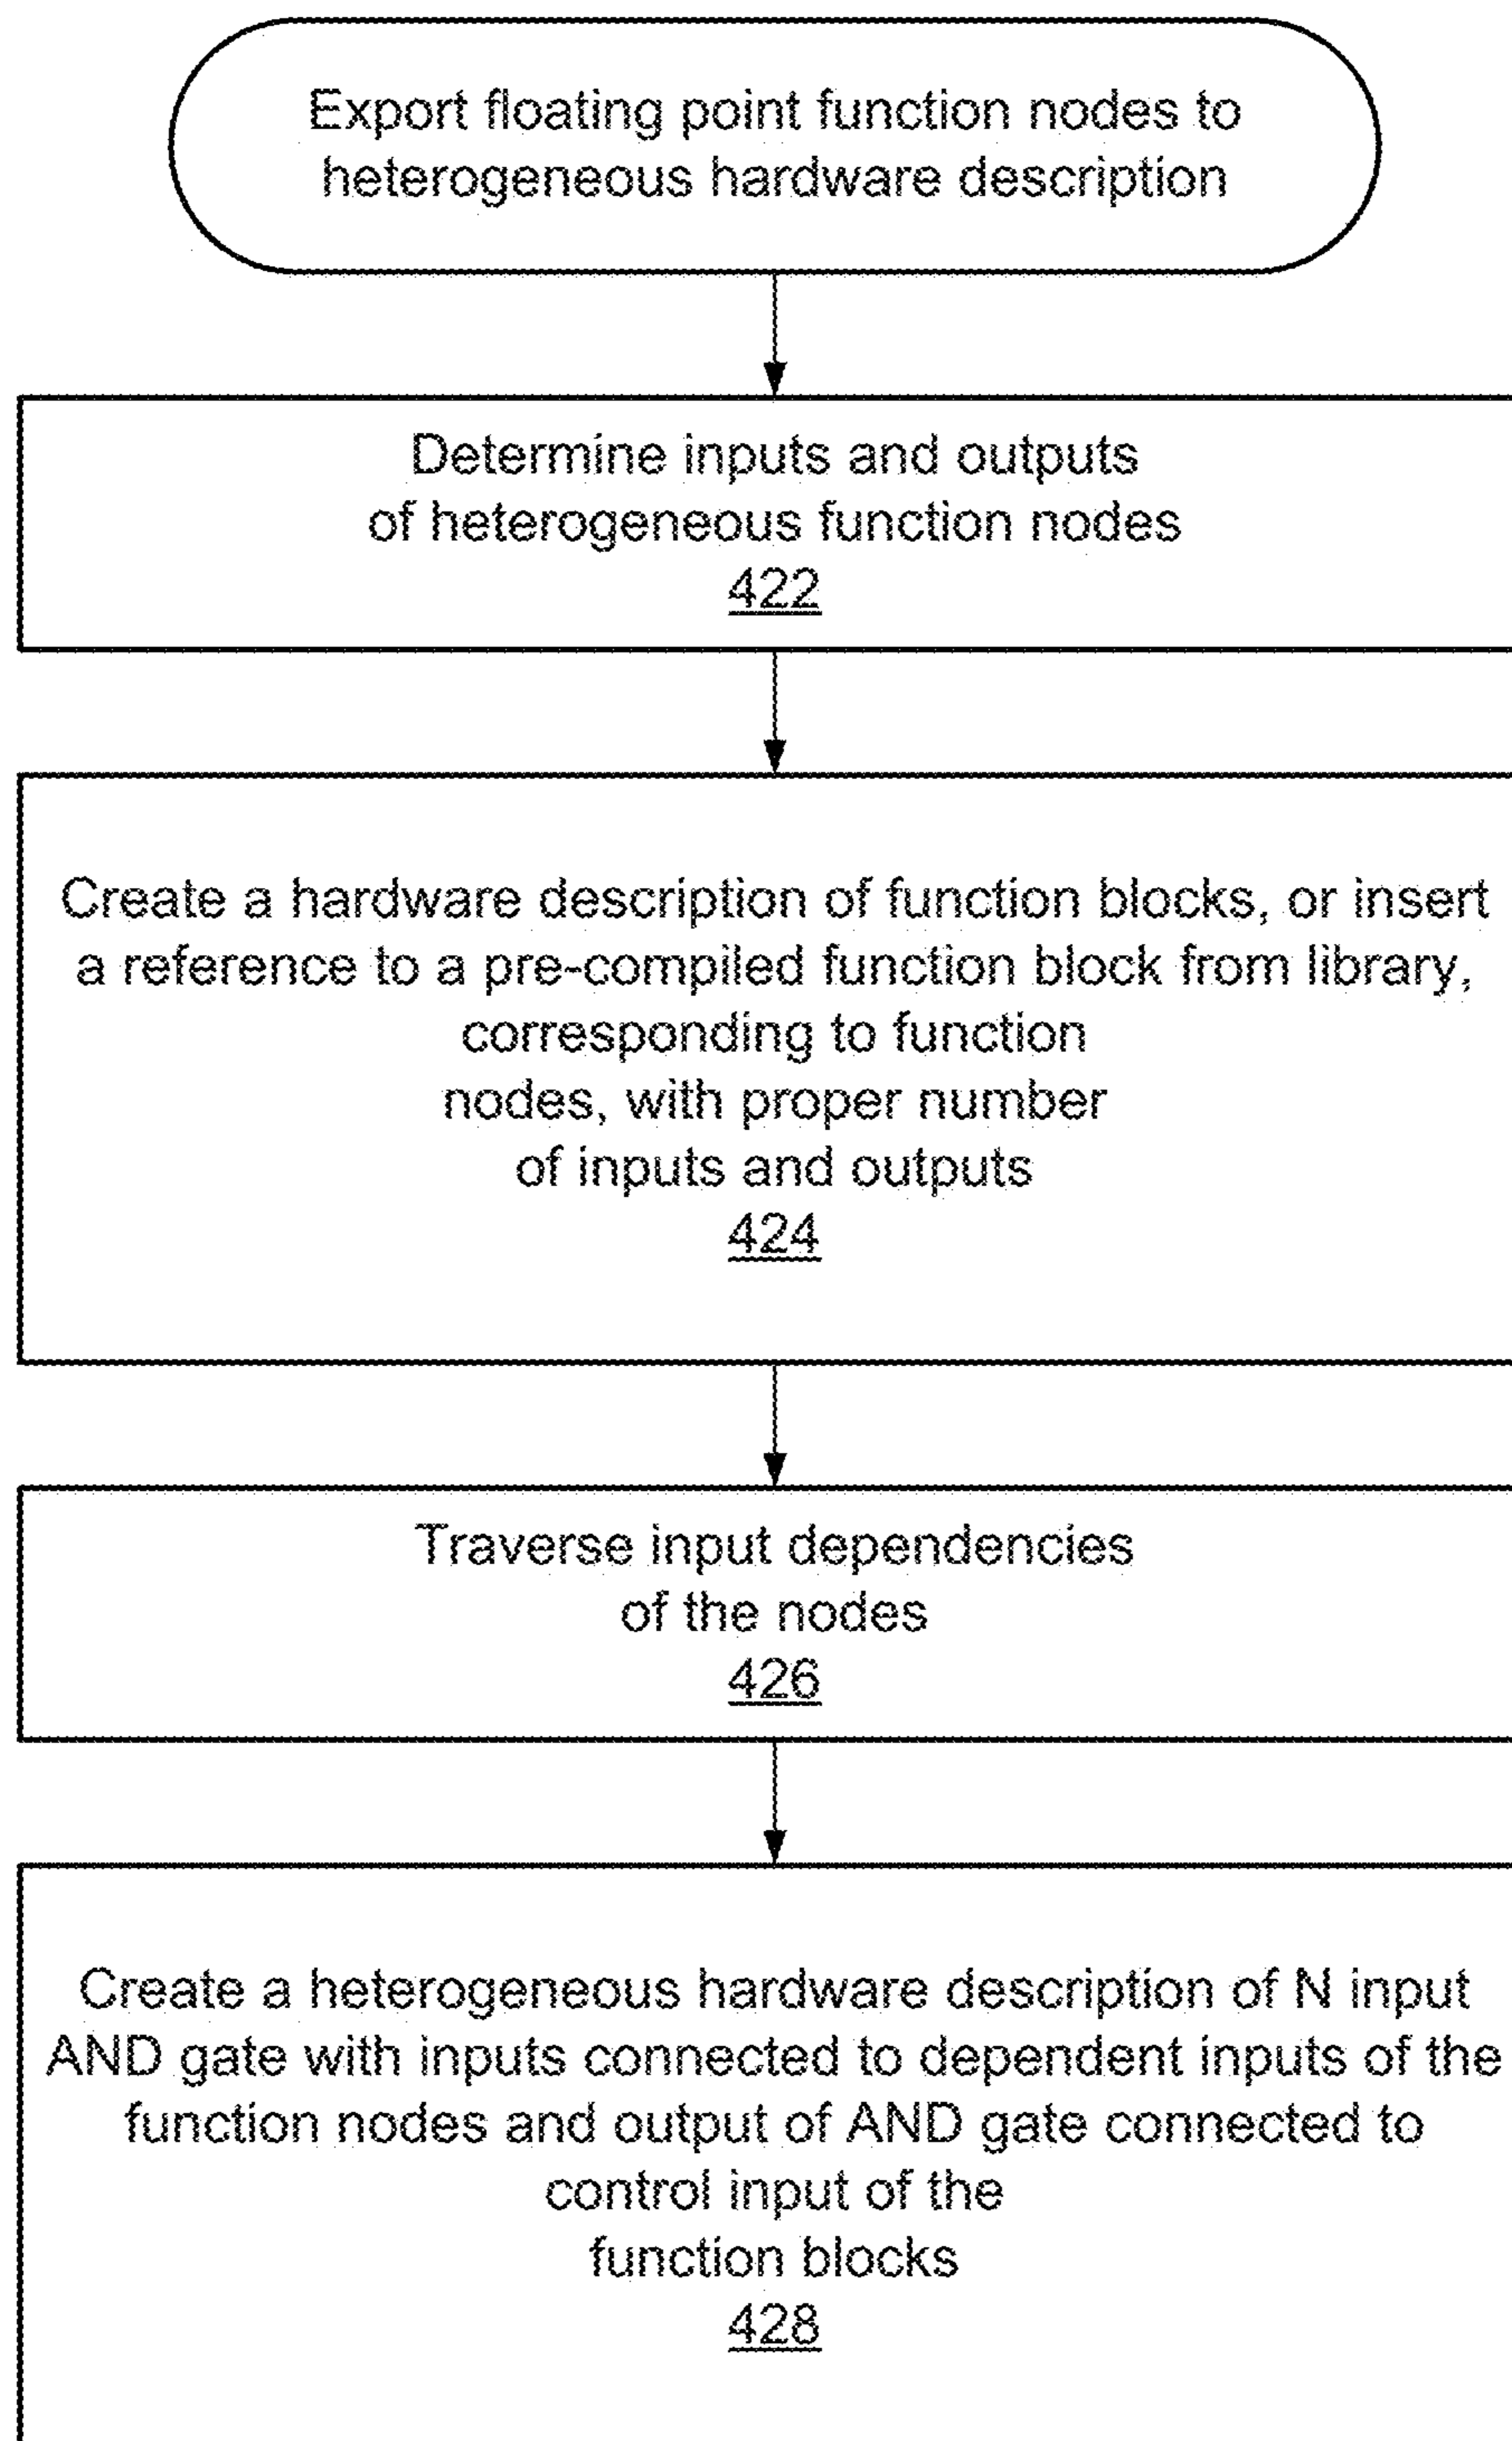 Export floating point function nodes to
heterogeneous hardware description
Determine inputs and outputs
of heterogeneous function nodes
422
Create a hardware description of function blocks, or insert
a reference to a pre-compiled function block from library,
corresponding to function
nodes, with proper number
of inputs and outputs
424
Traverse input dependencies
of the nodes
426
Create a heterogeneous hardware description of N input
AND gate with inputs connected to dependent inputs of the
function nodes and output of AND gate connected to
control input of the
function blocks
428